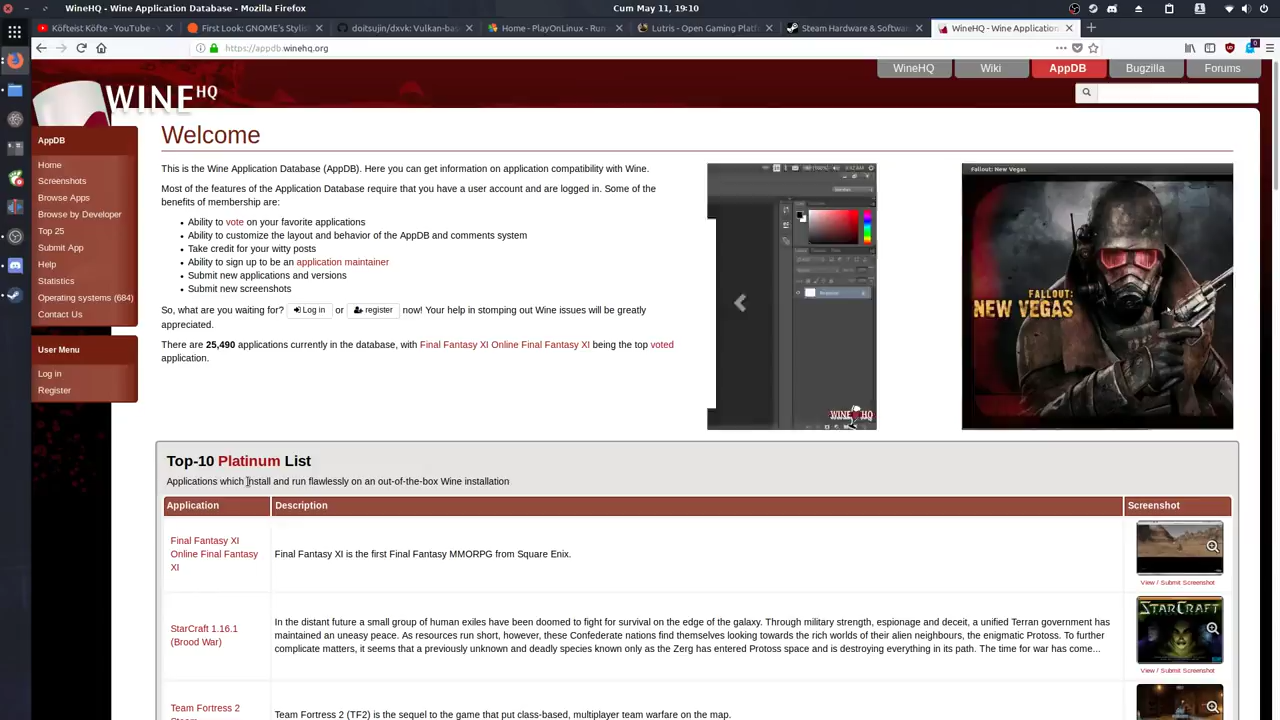 WineHQ - Wine Application Database - Mozilla Firefox
Cum May 11, 19:10
Köfteist Köfte - YouTube - Y
First Look: GNOME's Stylis
doitsujin/dxvk: Vulkan-bas
Home - PlayOnLinux - Run
Lutris - Open Gaming Platf
Steam Hardware & Softwa
WineHQ - Wine Applicatio
https://appdb.winehq.org
WineHQ
Wiki
AppDB
Bugzilla
Forums
WINE HQ
AppDB
Home
Screenshots
Browse Apps
Browse by Developer
Top 25
Submit App
Help
Statistics
Operating systems (684)
Contact Us
User Menu
Log in
Register
Welcome
This is the Wine Application Database (AppDB). Here you can get information on application compatibility with Wine.
Most of the features of the Application Database require that you have a user account and are logged in. Some of the
benefits of membership are:
• Ability to vote on your favorite applications
• Ability to customize the layout and behavior of the AppDB and comments system
• Take credit for your witty posts
• Ability to sign up to be an application maintainer
• Submit new applications and versions
• Submit new screenshots
So, what are you waiting for? Log in or register now! Your help in stomping out Wine issues will be greatly
appreciated.
There are 25,490 applications currently in the database, with Final Fantasy XI Online Final Fantasy XI being the top voted
application.
WINE HQ
Fallout: New Vegas
FALLOUT:
NEW VEGAS
Top-10 Platinum List
Applications which install and run flawlessly on an out-of-the-box Wine installation
Application
Description
Screenshot
Final Fantasy XI
Online Final Fantasy
XI
Final Fantasy XI is the first Final Fantasy MMORPG from Square Enix.
View / Submit Screenshot
StarCraft 1.16.1
(Brood War)
In the distant future a small group of human exiles have been doomed to fight for survival on the edge of the galaxy. Through military strength, espionage and deceit, a unified Terran government has
maintained an uneasy peace. As resources run short, however, these Confederate nations find themselves looking towards the rich worlds of their alien neighbours, the enigmatic Protoss. To further
complicate matters, it seems that a previously unknown and deadly species known only as the Zerg has entered Protoss space and is destroying everything in its path. The time for war has come...
STARCRAFT
View / Submit Screenshot
Team Fortress 2
Team Fortress 2 (TF2) is the sequel to the game that put class-based, multiplayer team warfare on the map.